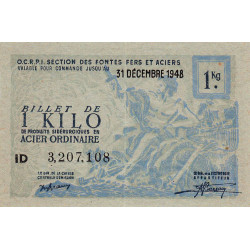 O.C.R.P.I. SECTION DES FONTES FERS ET ACIERS
VALABLE POUR COMMANDE JUSQU'AU
31 DÉCEMBRE 1948
1 Kg
BILLET DE
1 KILO
DE PRODUITS SIDERURGIQUES EN
ACIER ORDINAIRE
ID 3,207,108